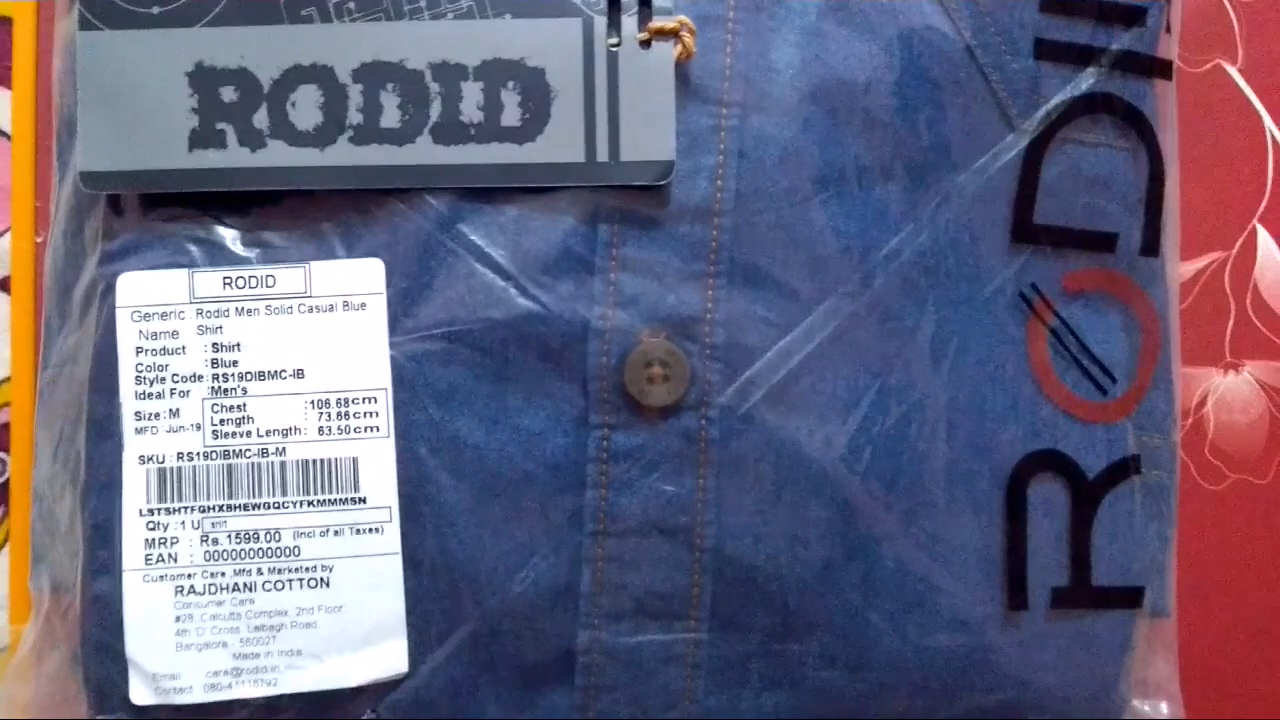 RODID
RODID
Generic : Rodid Men Solid Casual Blue
Name Shirt
Product : Shirt
Color : Blue
Style Code: RS19DIBMC-IB
Ideal For : Men's
Size: M
MFD : Jun-19
Chest :106.68cm
Length : 73.66cm
Sleeve Length: 63.50cm
SKU : RS19DIBMC-IB-M
LSTSHTFGHXBHEWGQCYFKMMMSN
Qty :1 U shirt
MRP : Rs.1599.00 (Incl of all Taxes)
EAN : 00000000000
Customer Care ,Mfd & Marketed by
RAJDHANI COTTON
Consumer Care
#28, Calcutta Complex, 2nd Floor,
4th 'D' Cross, Lalbagh Road,
Bangalore - 560027
Made in India
Email care@rodid.in
Contact 080-41116792
RODI